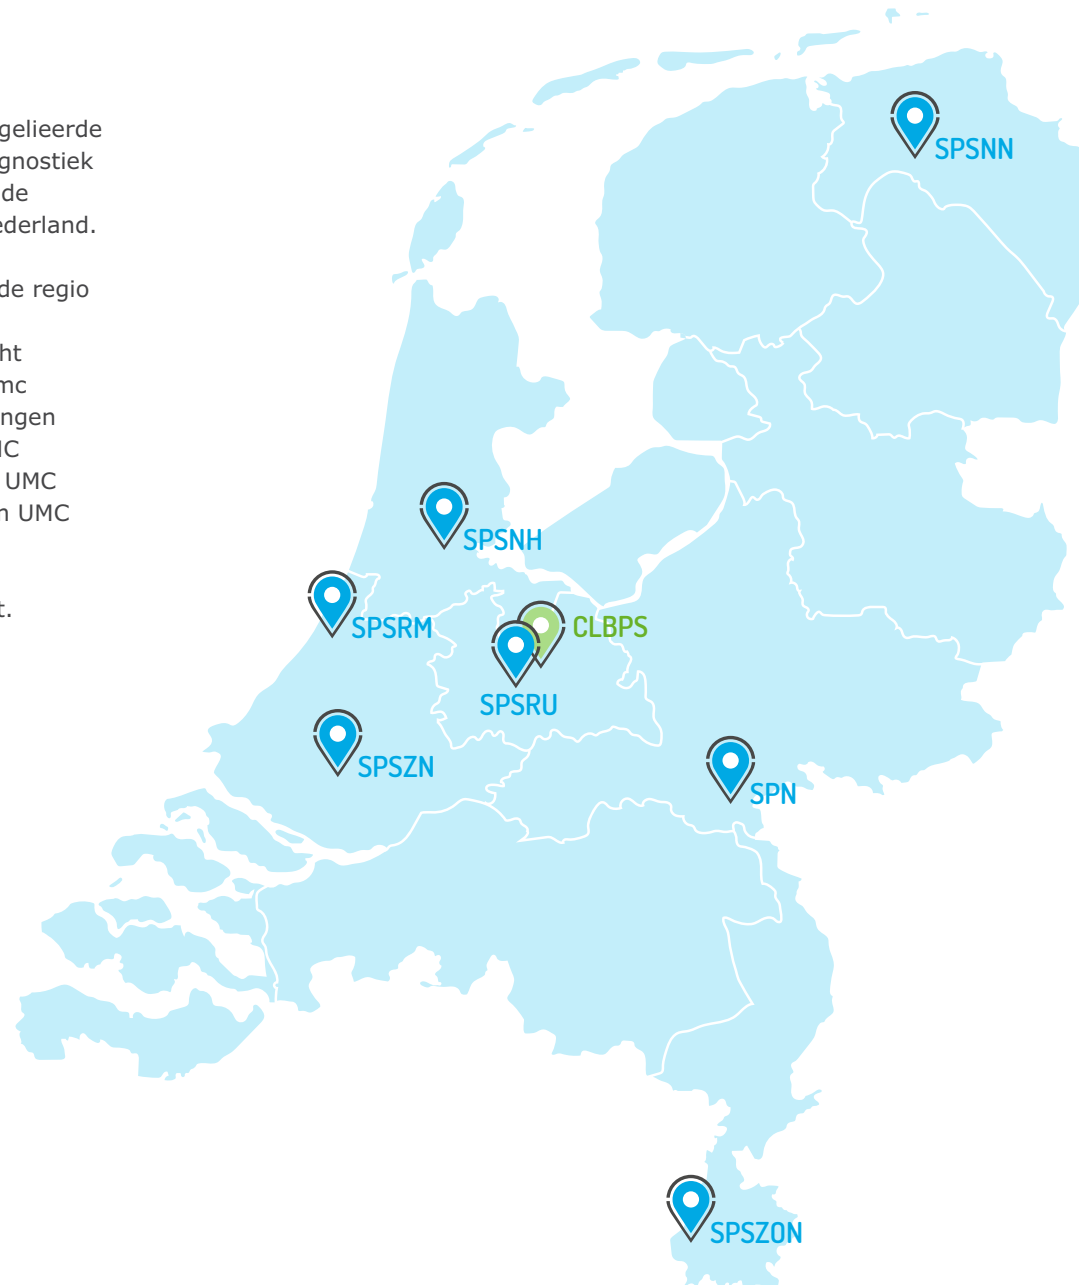 gelieerde
gnostiek
de
ederland.
de regio
ht
mc
ngen
IC
UMC
n UMC
t.
SPSNN
SPSNH
SPSRM
CLBPS
SPSRU
SPSZN
SPN
SPSZON